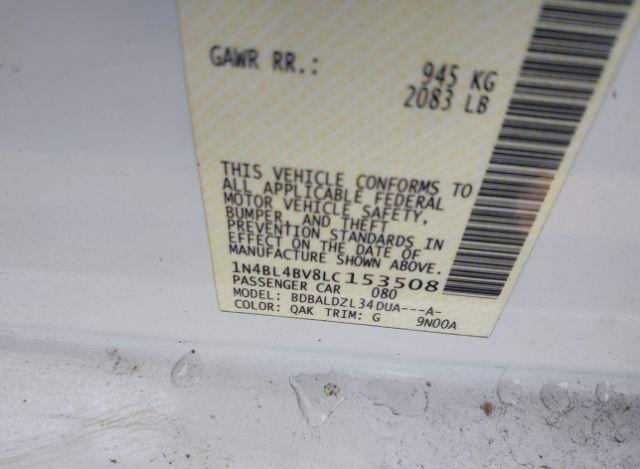 GAWR RR.: 945 KG
2083 LB
THIS VEHICLE CONFORMS TO
ALL APPLICABLE FEDERAL
MOTOR VEHICLE SAFETY,
BUMPER, AND THEFT
PREVENTION STANDARDS IN
EFFECT ON THE DATE OF
MANUFACTURE SHOWN ABOVE.
1N4BL4BV8LC153508
PASSENGER CAR 080
MODEL: BDBALDZL34DUA---A-
COLOR: QAK TRIM: G 9N00A